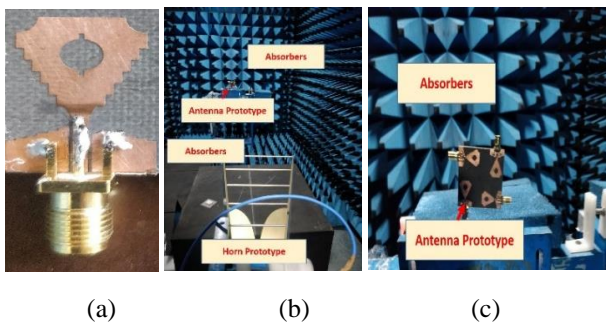 Absorbers
Antenna Prototype
Absorbers
Horn Prototype
Absorbers
Antenna Prototype
(a)
(b)
(c)